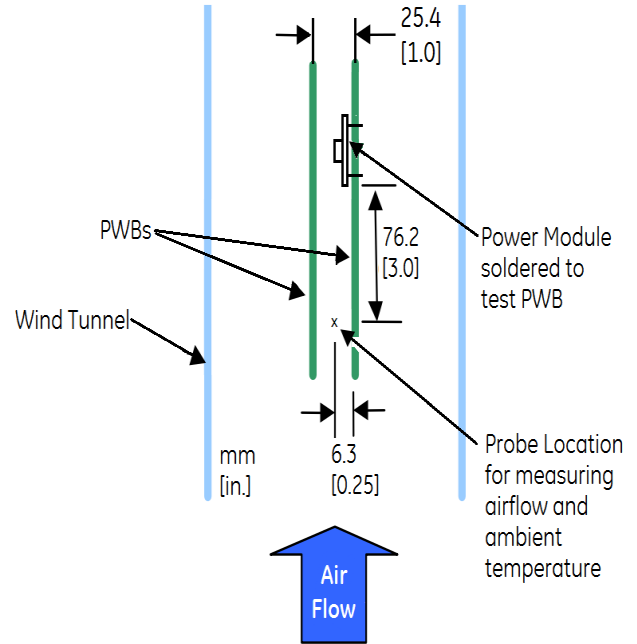 25.4
[1.0]
PWBs
76.2
[3.0]
Power Module
soldered to
test PWB
Wind Tunnel
x
mm
[in.]
6.3
[0.25]
Probe Location
for measuring
airflow and
ambient
temperature
Air
Flow